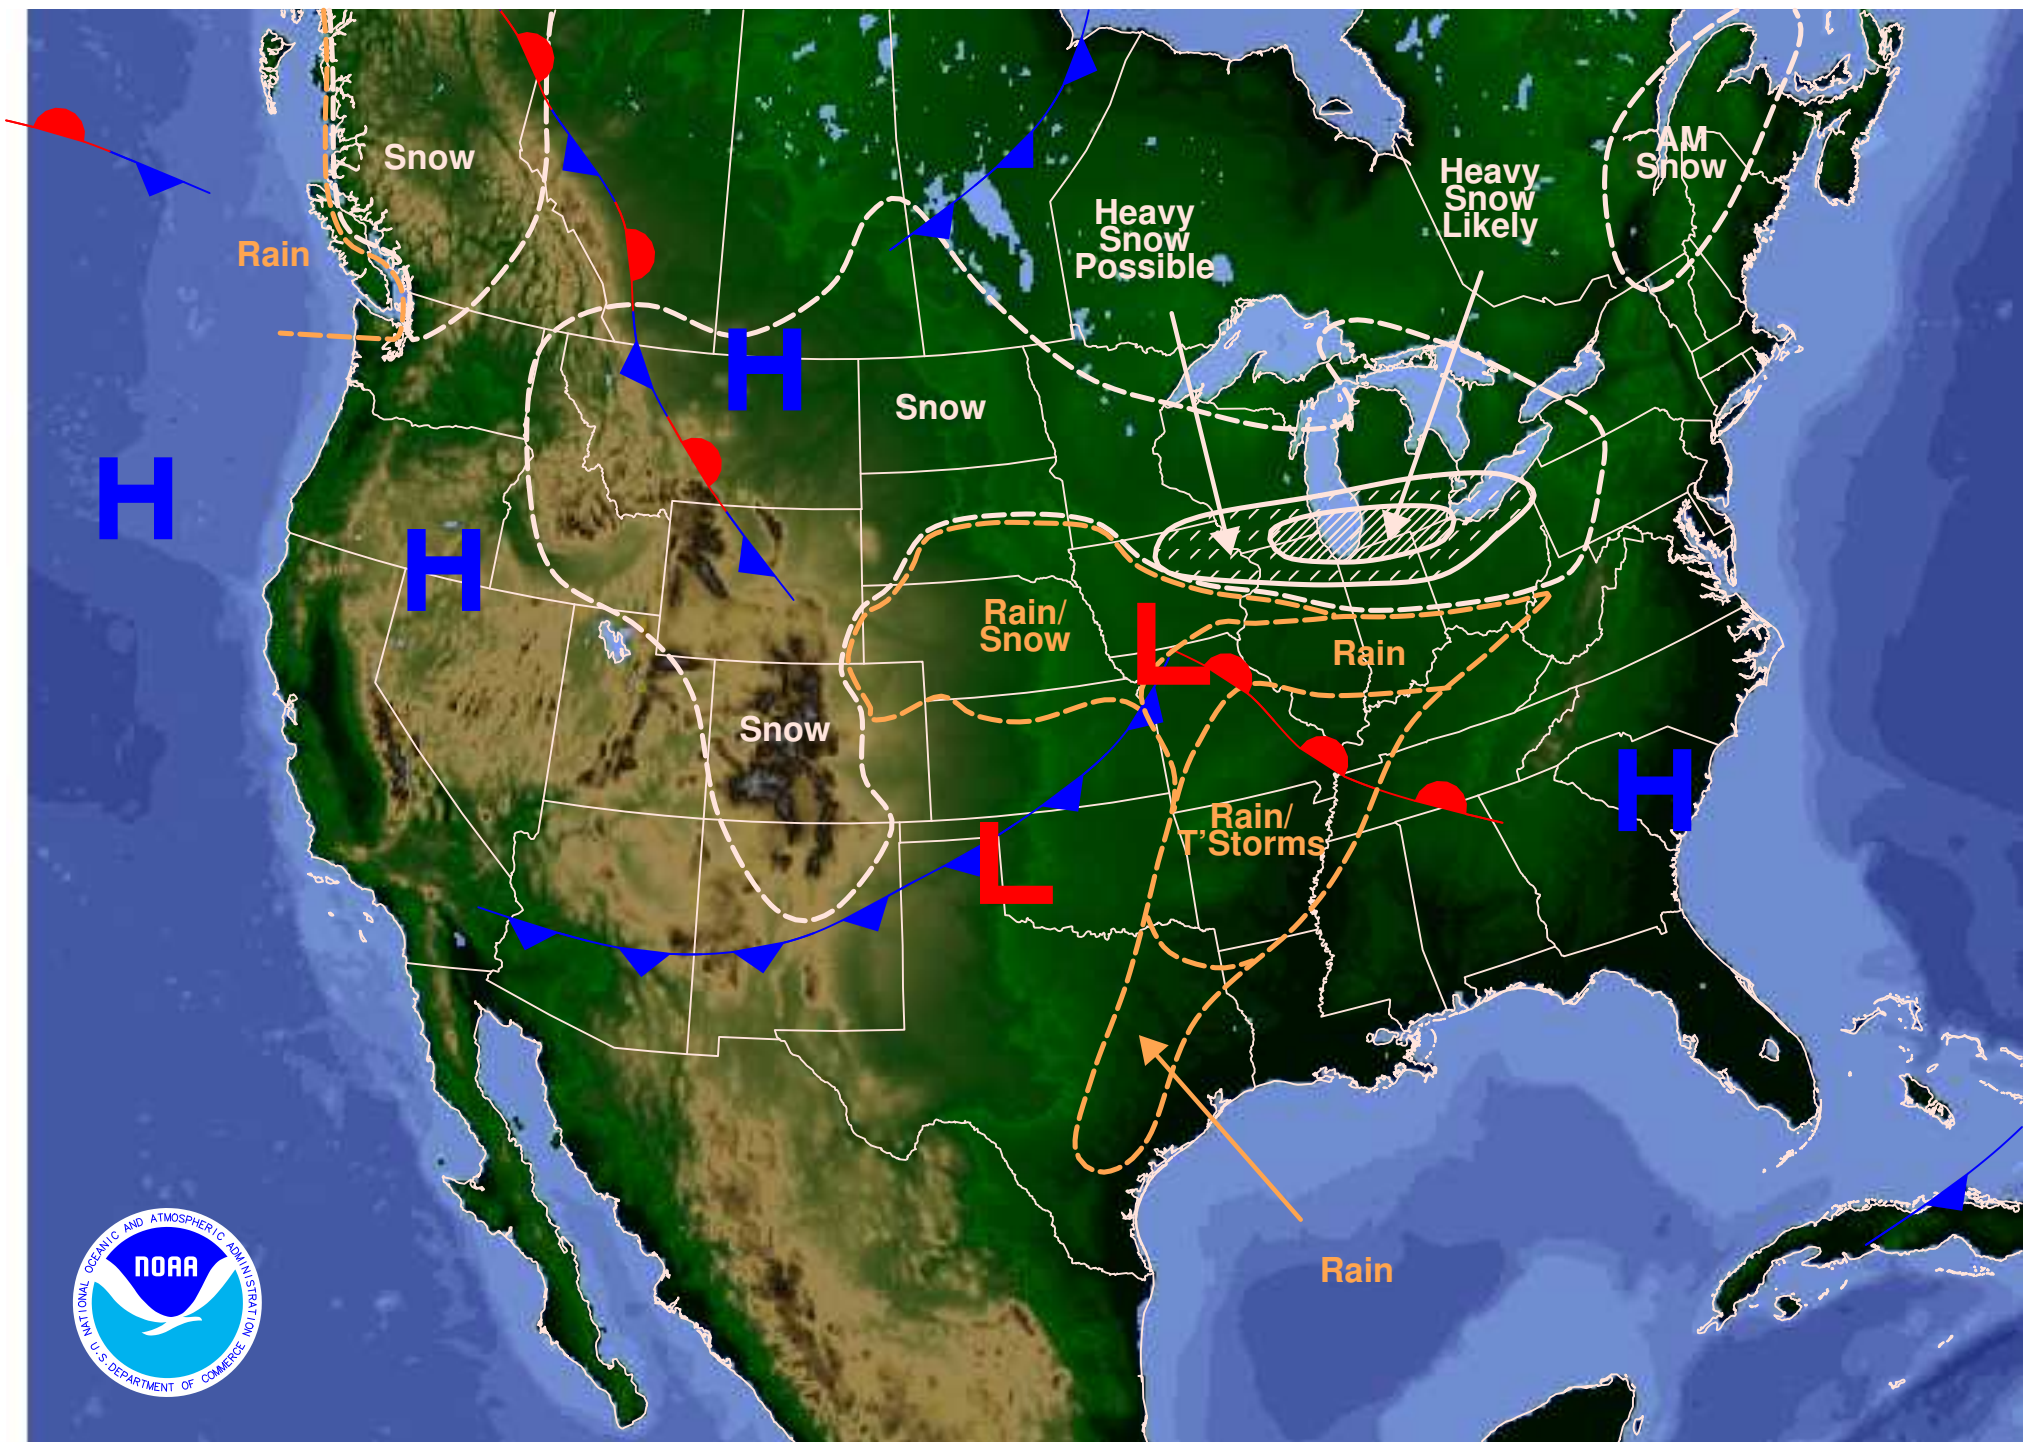 AM
Snow
Snow
Heavy
Snow
Likely
Heavy
Snow
Possible
Rain
H
Snow
H
H
Rain/
Snow
L
Rain
Snow
H
Rain/
T'Storms
L
Rain
NOAA
NATIONAL OCEANIC AND ATMOSPHERIC ADMINISTRATION
U.S. DEPARTMENT OF COMMERCE